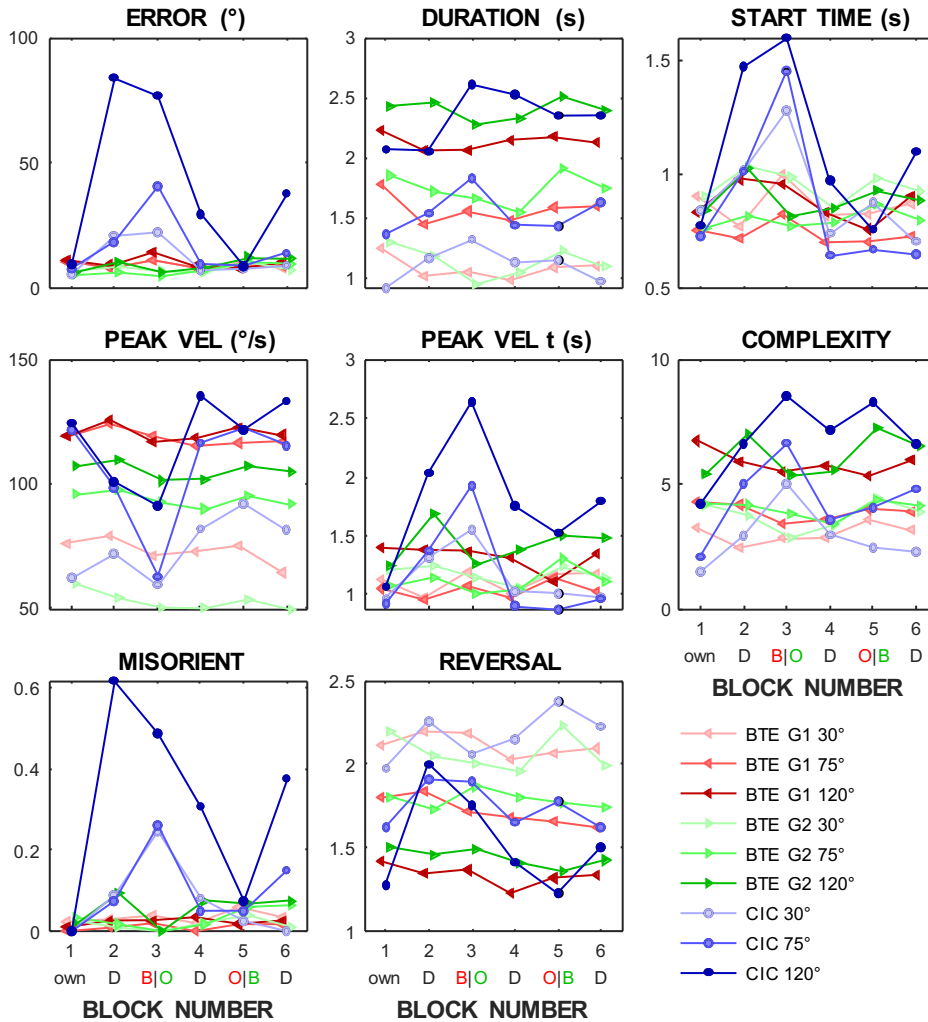 ERROR (°) DURATION (s) START TIME (s)
100
50
0
3
2.5
2
1.5
1
1.5
1
0.5
PEAK VEL (°/s) PEAK VEL t (s) COMPLEXITY
150
100
50
3
2.5
2
1.5
1
10
5
0
1 2 3 4 5 6
own D B|O D O|B D
BLOCK NUMBER
MISORIENT REVERSAL
0.6
0.4
0.2
0
2.5
2
1.5
1
1 2 3 4 5 6
own D B|O D O|B D
BLOCK NUMBER
1 2 3 4 5 6
own D B|O D O|B D
BLOCK NUMBER
BTE G1 30°
BTE G1 75°
BTE G1 120°
BTE G2 30°
BTE G2 75°
BTE G2 120°
CIC 30°
CIC 75°
CIC 120°